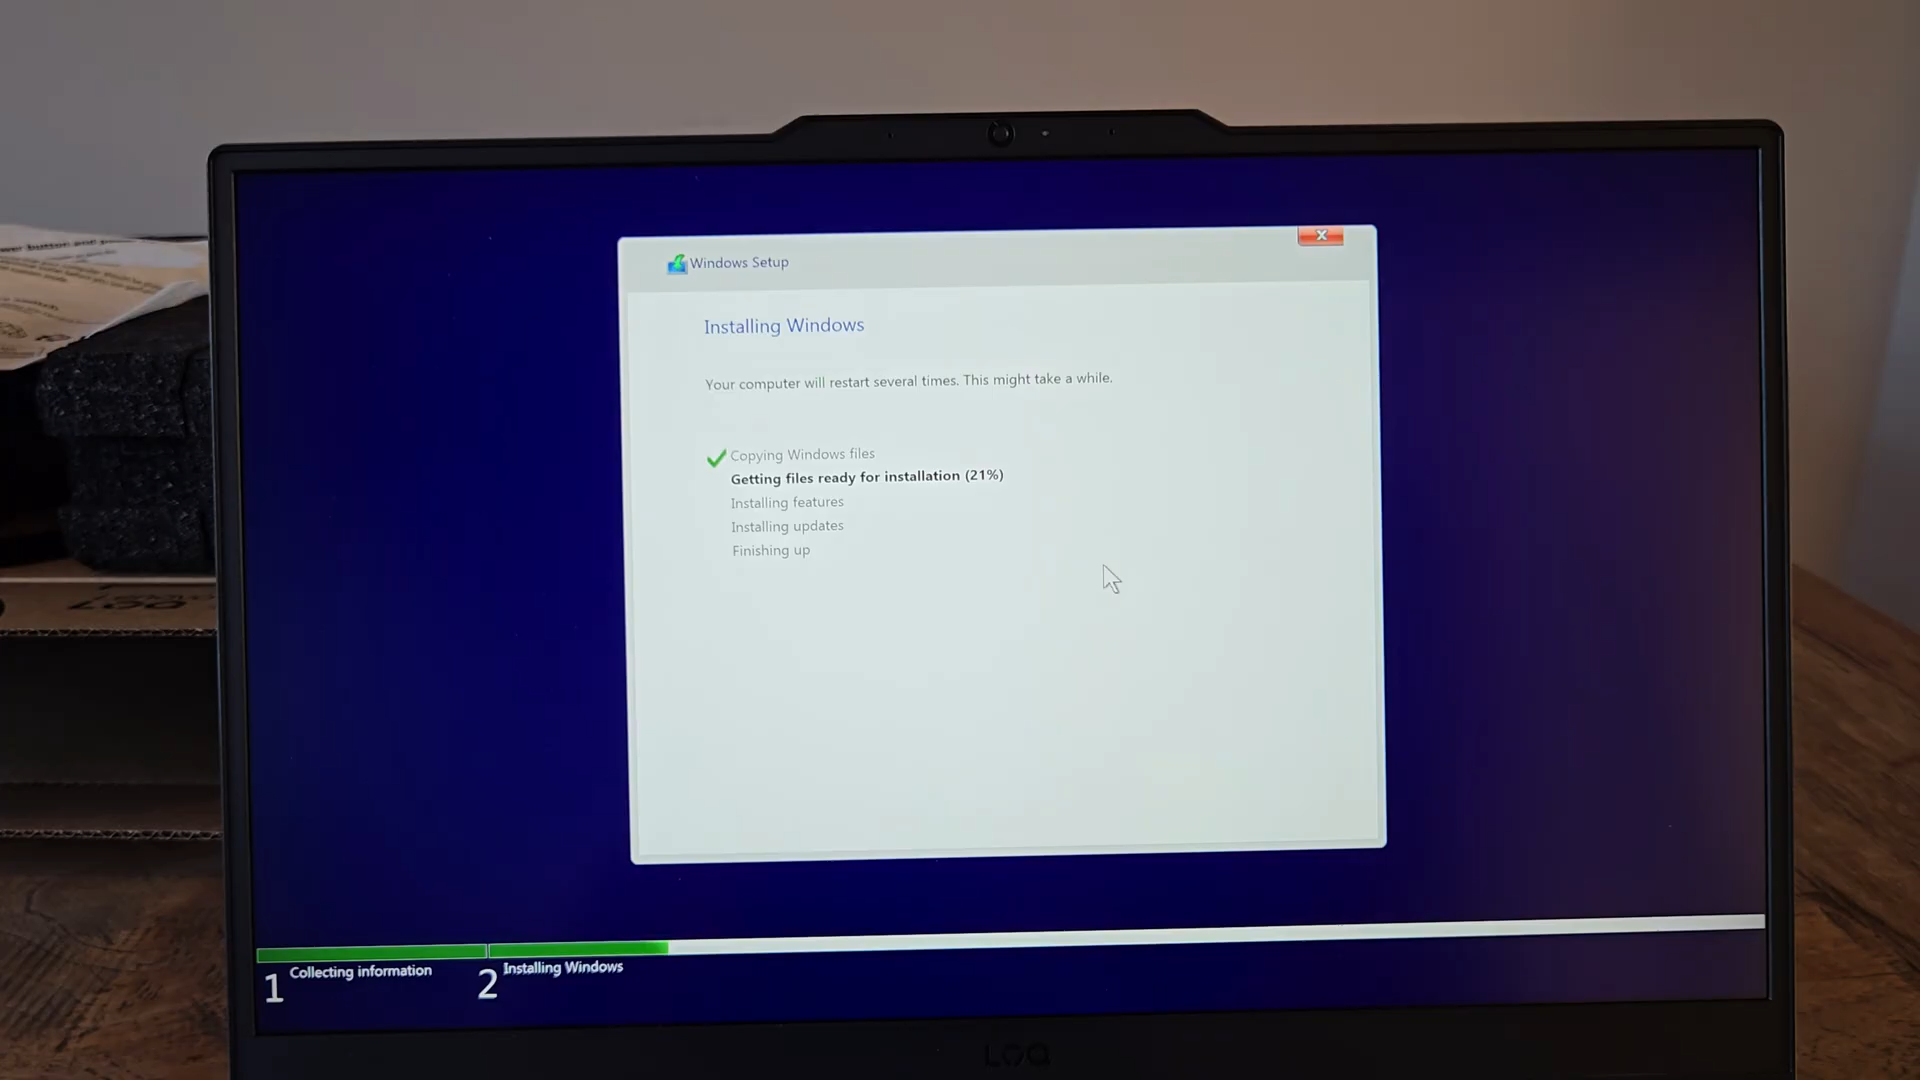 Windows Setup
Installing Windows
Your computer will restart several times. This might take a while.
Copying Windows files
Getting files ready for installation (21%)
Installing features
Installing updates
Finishing up
1 Collecting information
2 Installing Windows
LOQ
LOQ